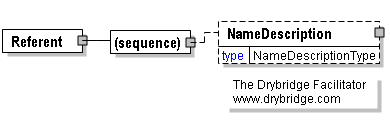 Referent
(sequence)
NameDescription
type NameDescriptionType
The Drybridge Facilitator
www.drybridge.com